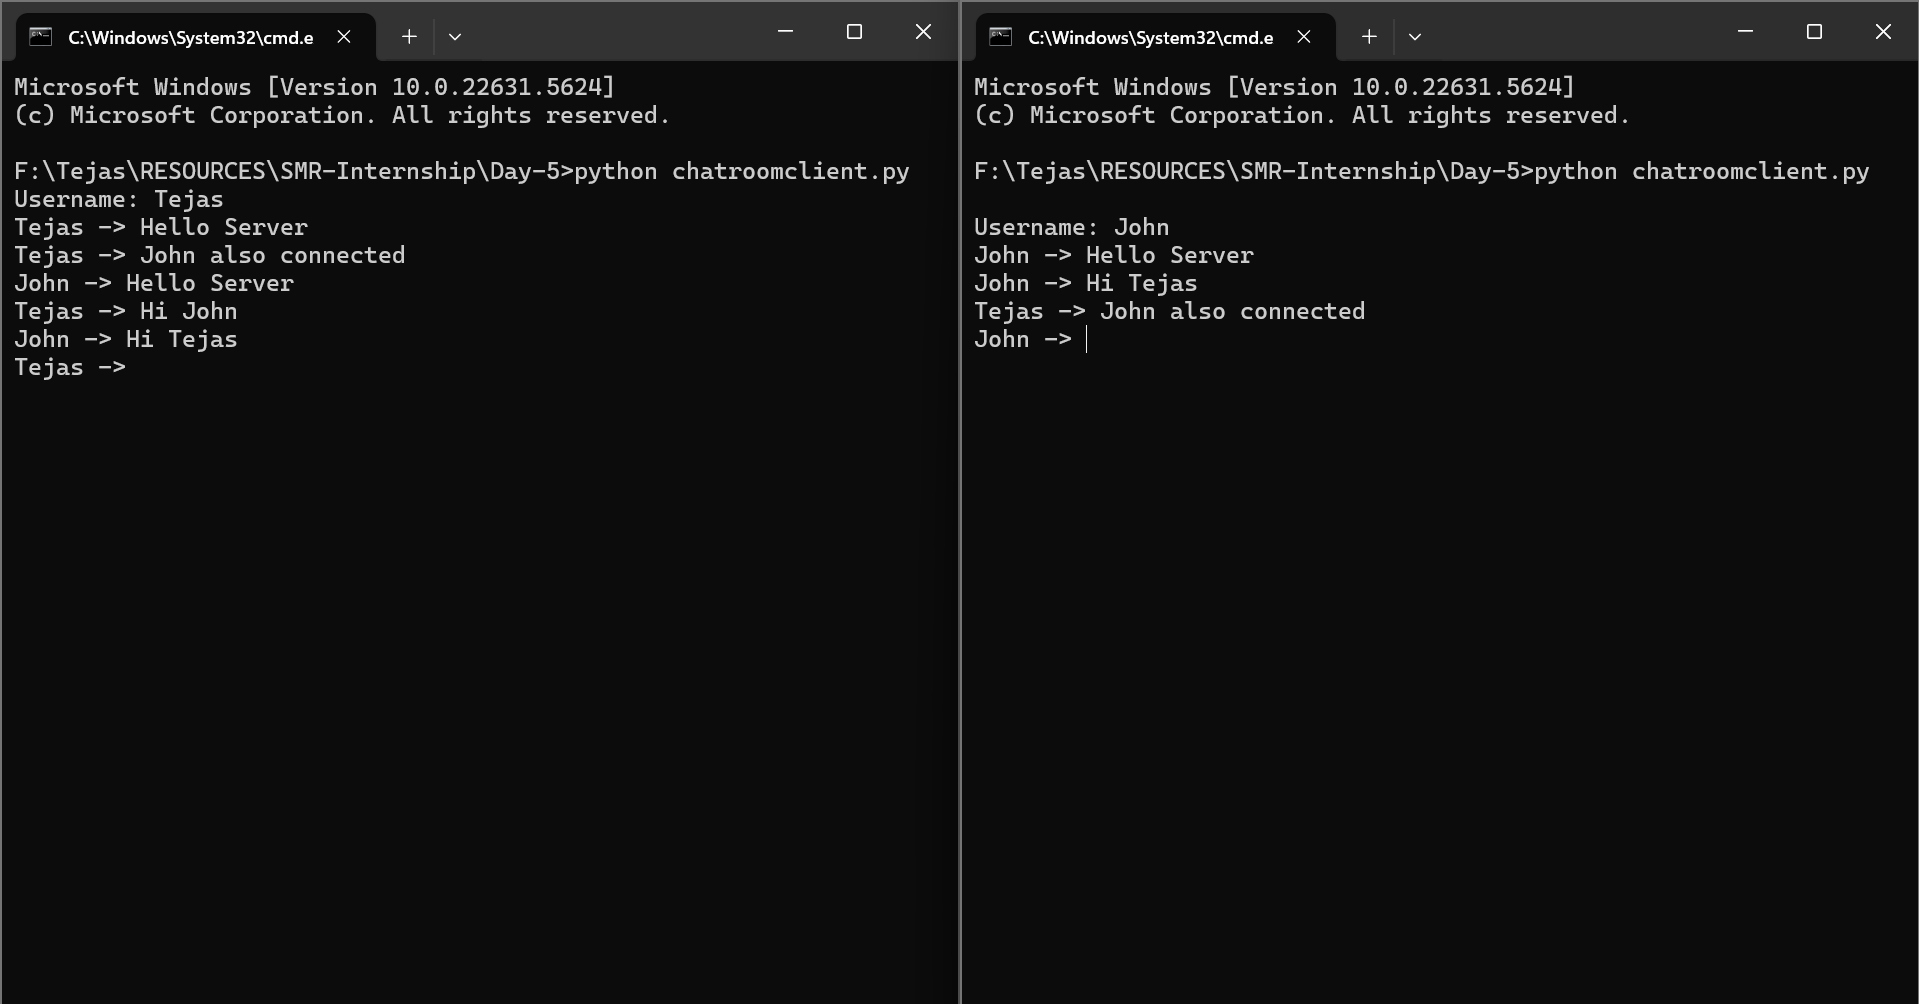 C:\Windows\System32\cmd.e
Microsoft Windows [Version 10.0.22631.5624]
(c) Microsoft Corporation. All rights reserved.
F:\Tejas\RESOURCES\SMR-Internship\Day-5>python chatroomclient.py
Username: Tejas
Tejas -> Hello Server
Tejas -> John also connected
John -> Hello Server
Tejas -> Hi John
John -> Hi Tejas
Tejas ->
C:\Windows\System32\cmd.e
Microsoft Windows [Version 10.0.22631.5624]
(c) Microsoft Corporation. All rights reserved.
F:\Tejas\RESOURCES\SMR-Internship\Day-5>python chatroomclient.py
Username: John
John -> Hello Server
John -> Hi Tejas
Tejas -> John also connected
John ->